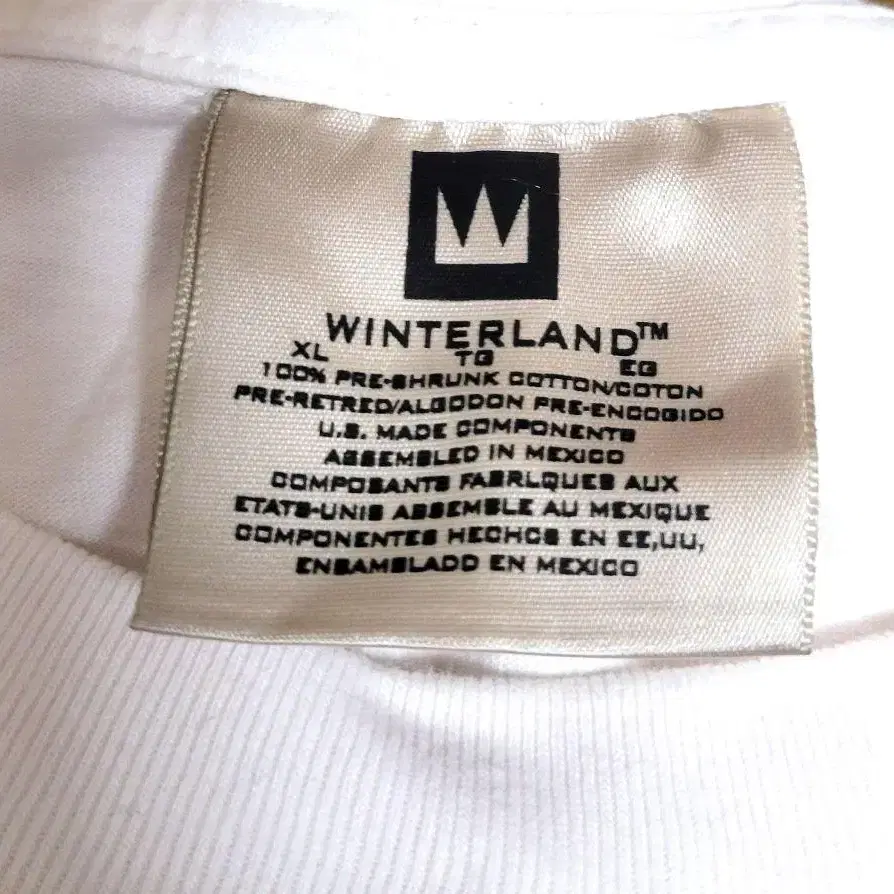 WINTERLAND™
XL TG EG
100% PRE-SHRUNK COTTON/COTON
PRE-RETRED/ALGODON PRE-ENCOGIDO
U.S. MADE COMPONENTS
ASSEMBLED IN MEXICO
COMPOSANTS FABRLQUES AUX
ETATS-UNIS ASSEMBLE AU MEXIQUE
COMPONENTES HECHOS EN EE,UU,
ENSAMBLADO EN MEXICO